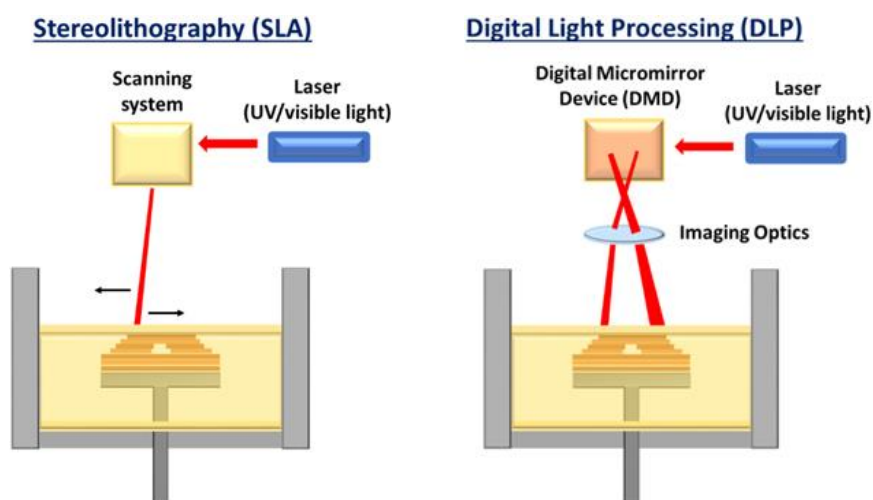 Stereolithography (SLA)
Scanning
system
Laser
(UV/visible light)
Digital Light Processing (DLP)
Digital Micromirror
Device (DMD)
Laser
(UV/visible light)
Imaging Optics